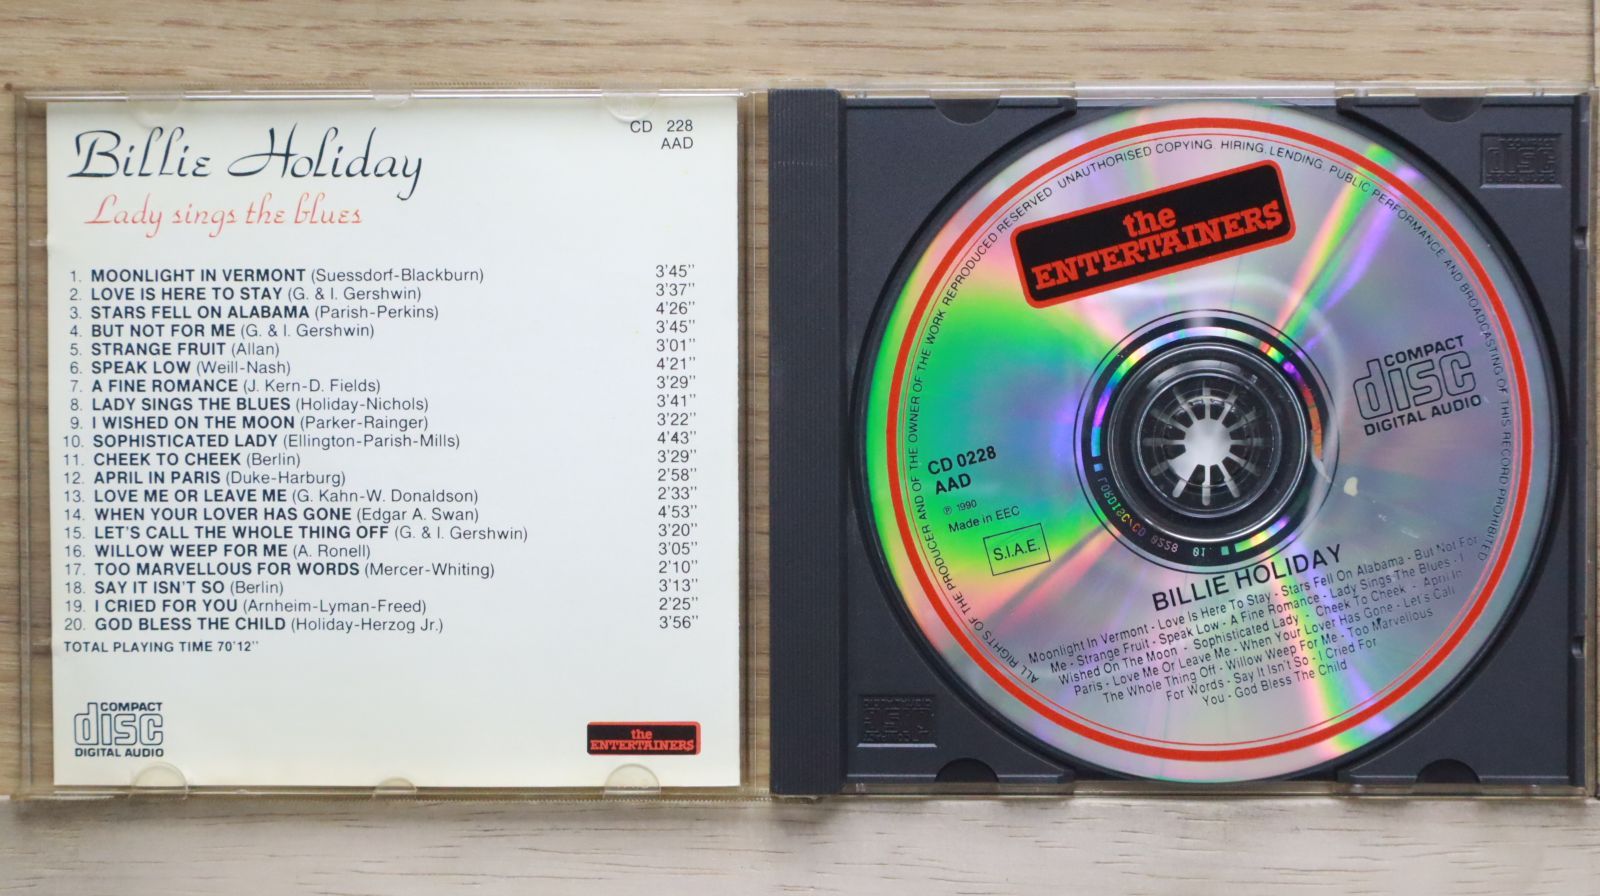 Billie Holiday
Lady sings the blues
CD 228
AAD
1. MOONLIGHT IN VERMONT (Suessdorf-Blackburn) 3'45"
2. LOVE IS HERE TO STAY (G. & I. Gershwin) 3'37"
3. STARS FELL ON ALABAMA (Parish-Perkins) 4'26"
4. BUT NOT FOR ME (G. & I. Gershwin) 3'45"
5. STRANGE FRUIT (Allan) 3'01"
6. SPEAK LOW (Weill-Nash) 4'21"
7. A FINE ROMANCE (J. Kern-D. Fields) 3'29"
8. LADY SINGS THE BLUES (Holiday-Nichols) 3'41"
9. I WISHED ON THE MOON (Parker-Rainger) 3'22"
10. SOPHISTICATED LADY (Ellington-Parish-Mills) 4'43"
11. CHEEK TO CHEEK (Berlin) 3'29"
12. APRIL IN PARIS (Duke-Harburg) 2'58"
13. LOVE ME OR LEAVE ME (G. Kahn-W. Donaldson) 2'33"
14. WHEN YOUR LOVER HAS GONE (Edgar A. Swan) 4'53"
15. LET'S CALL THE WHOLE THING OFF (G. & I. Gershwin) 3'20"
16. WILLOW WEEP FOR ME (A. Ronell) 3'05"
17. TOO MARVELLOUS FOR WORDS (Mercer-Whiting) 2'10"
18. SAY IT ISN'T SO (Berlin) 3'13"
19. I CRIED FOR YOU (Arnheim-Lyman-Freed) 2'25"
20. GOD BLESS THE CHILD (Holiday-Herzog Jr.) 3'56"
TOTAL PLAYING TIME 70'12"
COMPACT
disc
DIGITAL AUDIO
the
ENTERTAINERS
ALL RIGHTS OF THE PRODUCER AND OF THE OWNER OF THE WORK REPRODUCED RESERVED UNAUTHORISED COPYING, HIRING, LENDING, PUBLIC PERFORMANCE AND BROADCASTING OF THIS RECORD PROHIBITED
the
ENTERTAINERS
COMPACT
disc
DIGITAL AUDIO
CD 0228
AAD
℗ 1990
Made in EEC
S.I.A.E.
CD 0228 01.
BILLIE HOLIDAY
Moonlight In Vermont - Love Is Here To Stay - Stars Fell On Alabama - But Not For
Me - Strange Fruit - Speak Low - A Fine Romance - Lady Sings The Blues - I
Wished On The Moon - Sophisticated Lady - Cheek To Cheek - April In
Paris - Love Me Or Leave Me - When Your Lover Has Gone - Let's Call
The Whole Thing Off - Willow Weep For Me - Too Marvellous
For Words - Say It Isn't So - I Cried For
You - God Bless The Child
COMPACT
disc
DIGITAL AUDIO